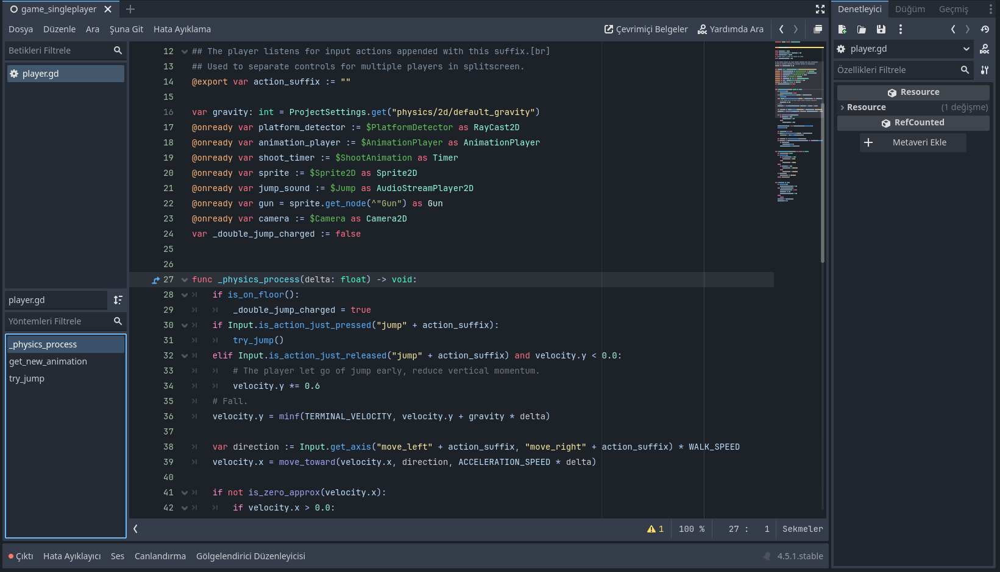 game_singleplayer
Dosya Düzenle Ara Şuna Git Hata Ayıklama Çevrimiçi Belgeler Yardımda Ara
Betikleri Filtrele
player.gd
player.gd
Yöntemleri Filtrele
_physics_process
get_new_animation
try_jump
12 ## The player listens for input actions appended with this suffix.[br]
13 ## Used to separate controls for multiple players in splitscreen.
14 @export var action_suffix := ""
15
16 var gravity: int = ProjectSettings.get("physics/2d/default_gravity")
17 @onready var platform_detector := $PlatformDetector as RayCast2D
18 @onready var animation_player := $AnimationPlayer as AnimationPlayer
19 @onready var shoot_timer := $ShootAnimation as Timer
20 @onready var sprite := $Sprite2D as Sprite2D
21 @onready var jump_sound := $Jump as AudioStreamPlayer2D
22 @onready var gun = sprite.get_node(^"Gun") as Gun
23 @onready var camera := $Camera as Camera2D
24 var _double_jump_charged := false
25
26
27 func _physics_process(delta: float) -> void:
28 if is_on_floor():
29 _double_jump_charged = true
30 if Input.is_action_just_pressed("jump" + action_suffix):
31 try_jump()
32 elif Input.is_action_just_released("jump" + action_suffix) and velocity.y < 0.0:
33 # The player let go of jump early, reduce vertical momentum.
34 velocity.y *= 0.6
35 # Fall.
36 velocity.y = minf(TERMINAL_VELOCITY, velocity.y + gravity * delta)
37
38 var direction := Input.get_axis("move_left" + action_suffix, "move_right" + action_suffix) * WALK_SPEED
39 velocity.x = move_toward(velocity.x, direction, ACCELERATION_SPEED * delta)
40
41 if not is_zero_approx(velocity.x):
42 if velocity.x > 0.0:
1 100 % 27 : 1 Sekmeler
Çıktı Hata Ayıklayıcı Ses Canlandırma Gölgelendirici Düzenleyicisi 4.5.1.stable
Denetleyici Düğüm Geçmiş
player.gd
DOC
Özellikleri Filtrele
Resource
Resource (1 değişme)
RefCounted
Metaveri Ekle